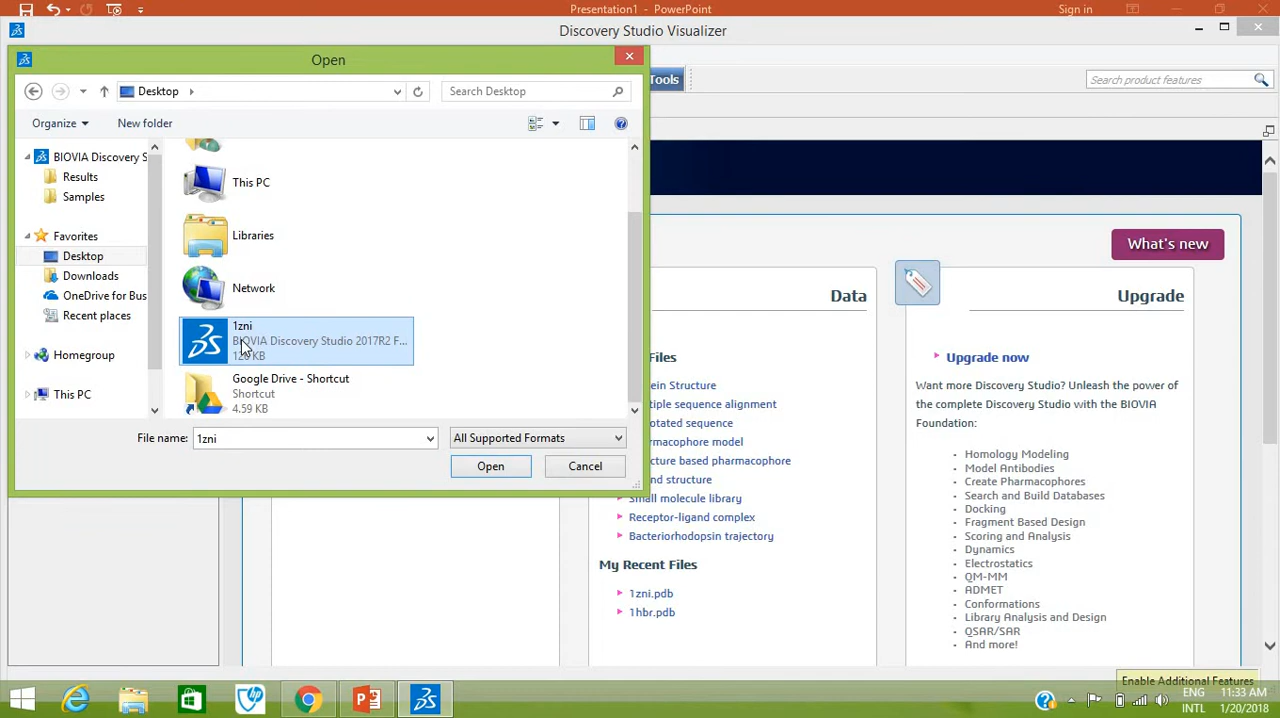 Presentation1 - PowerPoint
Sign in
Discovery Studio Visualizer
Open
Tools
Search product features
Desktop
Search Desktop
Organize
New folder
BIOVIA Discovery S
Results
Samples
Favorites
Desktop
Downloads
OneDrive for Bus
Recent places
Homegroup
This PC
This PC
Libraries
Network
1zni
BIOVIA Discovery Studio 2017R2 F...
KB
Google Drive - Shortcut
Shortcut
4.59 KB
File name:
1zni
All Supported Formats
Open
Cancel
What's new
Data
Files
ein Structure
tiple sequence alignment
otated sequence
rmacophore model
cture based pharmacophore
nd structure
Small molecule library
Receptor-ligand complex
Bacteriorhodopsin trajectory
My Recent Files
1zni.pdb
1hbr.pdb
Upgrade
Upgrade now
Want more Discovery Studio? Unleash the power of
the complete Discovery Studio with the BIOVIA
Foundation:
Homology Modeling
Model Antibodies
Create Pharmacophores
Search and Build Databases
Docking
Fragment Based Design
Scoring and Analysis
Dynamics
Electrostatics
QM-MM
ADMET
Conformations
Library Analysis and Design
QSAR/SAR
And more!
Enable Additional Features
ENG
INTL
11:33 AM
1/20/2018